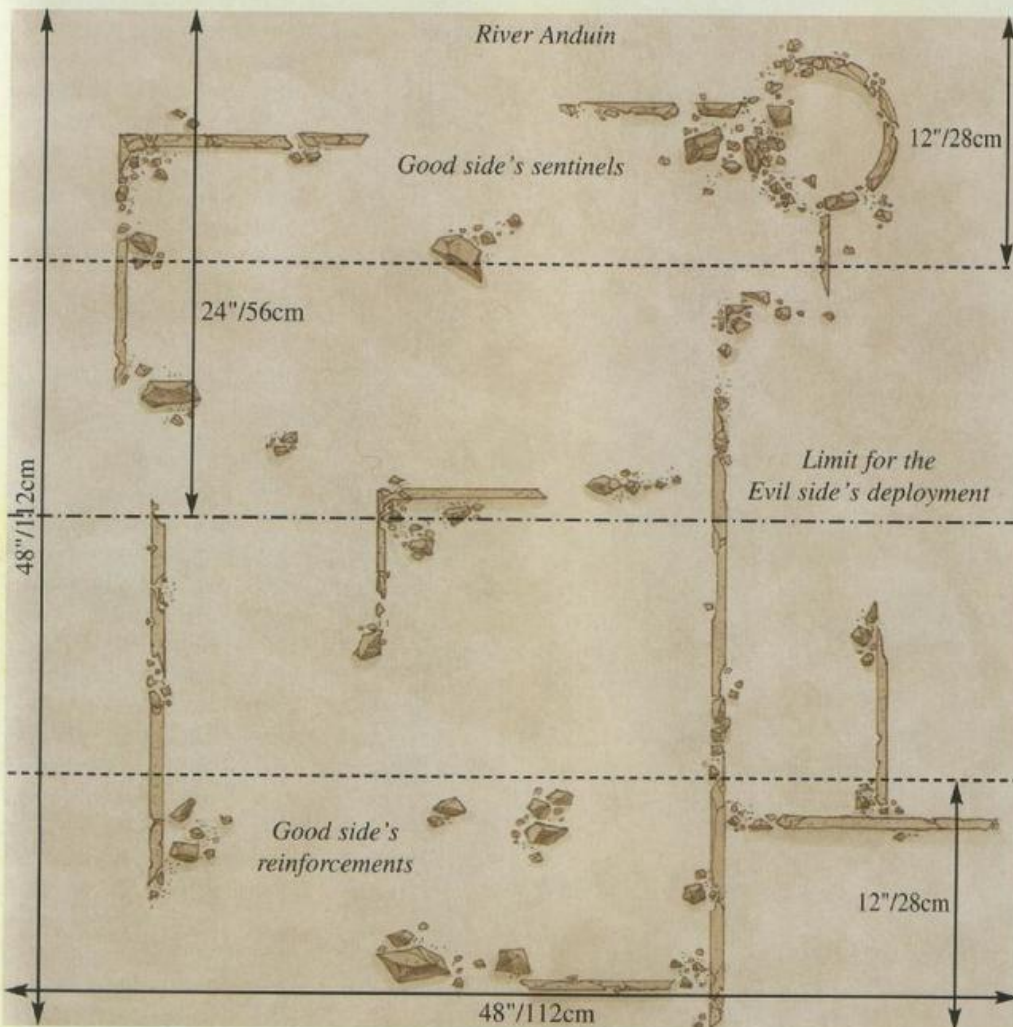 River Anduin
12"/28cm
Good side's sentinels
24"/56cm
Limit for the
Evil side's deployment
48"/112cm
Good side's
reinforcements
12"/28cm
48"/112cm